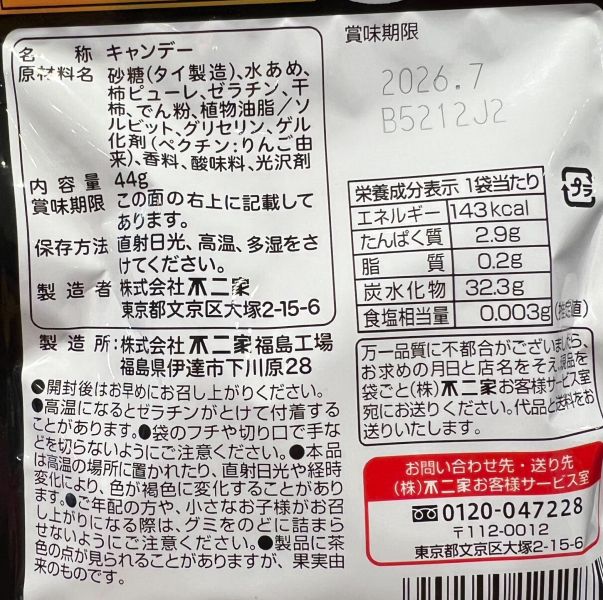 名称 キャンデー
原材料名 砂糖(タイ製造)、水あめ、
柿ピューレ、ゼラチン、干
柿、でん粉、植物油脂/ソ
ルビット、グリセリン、ゲル
化剤(ペクチン:りんご由
来)、香料、酸味料、光沢剤
内容量 44g
賞味期限 この面の右上に記載して
あります。
保存方法 直射日光、高温、多湿をさ
けてください。
製造者 株式会社不二家
東京都文京区大塚2-15-6
製造所:株式会社不二家福島工場
福島県伊達市下川原28
●開封後はお早めにお召し上がりください。
●高温になるとゼラチンがとけて付着する
ことがあります。●袋のフチや切り口で手な
どを切らないようにご注意ください。●本品
は高温の場所に置かれたり、直射日光や経時
変化により、色が褐色に変化することがあり
ます。●ご年配の方や、小さなお子様がお召
し上がりになる際は、グミをのどに詰まら
せないようにご注意ください。●製品に茶
色の点が見られることがありますが、果実由
来のものです。
賞味期限
2026.7
B5212J2
プラ
栄養成分表示 1袋当たり
エネルギー 143kcal
たんぱく質 2.9g
脂質 0.2g
炭水化物 32.3g
食塩相当量 0.003g(推定値)
万一品質に不都合がございましたら、
お求めの月日と店名をそえ、現品を
袋ごと(株)不二家お客様サービス室
宛にお送りください。代品と送料をお
送りいたします。
お問い合わせ先・送り先
(株)不二家お客様サービス室
0120-047228
〒112-0012
東京都文京区大塚2-15-6